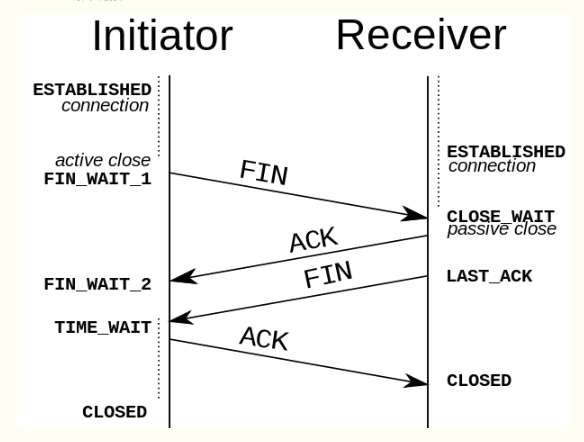 Initiator
Receiver
ESTABLISHED
connection
active close
FIN_WAIT_1
FIN
ESTABLISHED
connection
CLOSE_WAIT
passive close
ACK
FIN
FIN_WAIT_2
LAST_ACK
TIME_WAIT
ACK
CLOSED
CLOSED